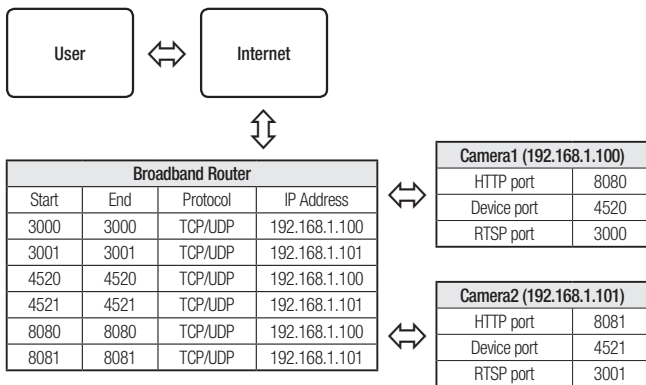 User
Internet
Broadband Router
Start End Protocol IP Address
3000 3000 TCP/UDP 192.168.1.100
3001 3001 TCP/UDP 192.168.1.101
4520 4520 TCP/UDP 192.168.1.100
4521 4521 TCP/UDP 192.168.1.101
8080 8080 TCP/UDP 192.168.1.100
8081 8081 TCP/UDP 192.168.1.101
Camera1 (192.168.1.100)
HTTP port 8080
Device port 4520
RTSP port 3000
Camera2 (192.168.1.101)
HTTP port 8081
Device port 4521
RTSP port 3001